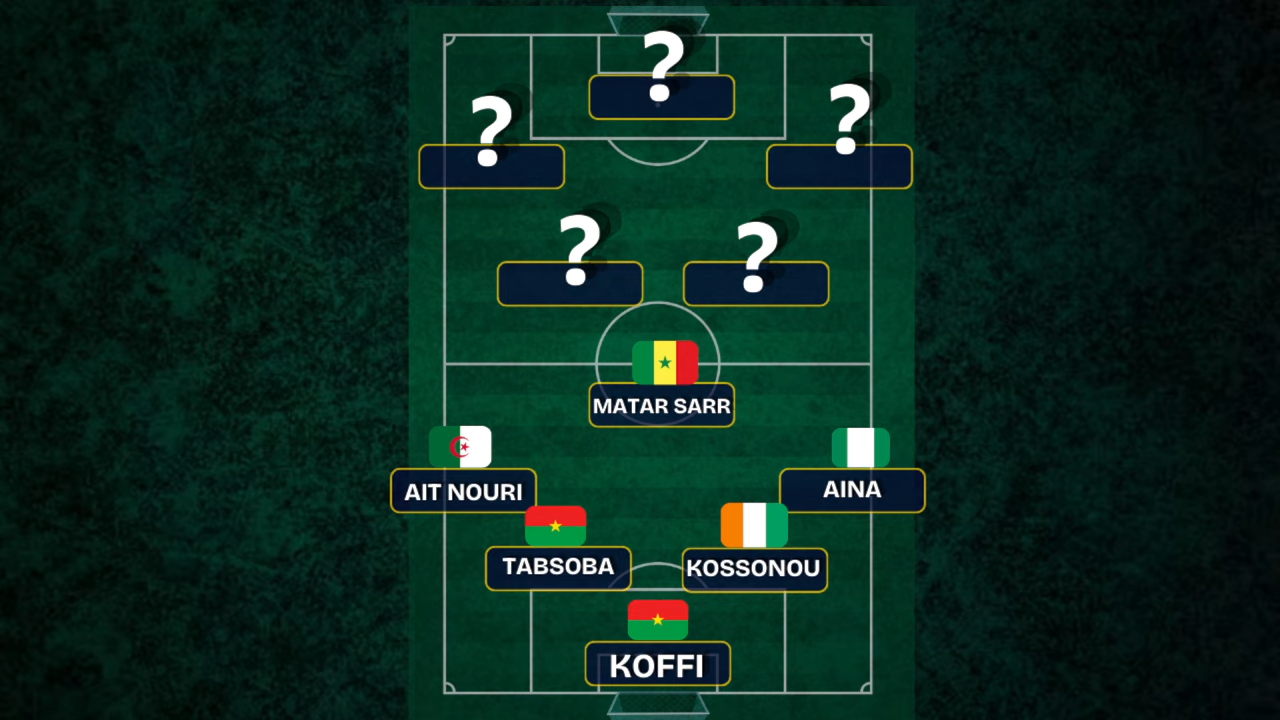 ?
?
?
?
?
MATAR SARR
AIT NOURI
AINA
TABSOBA
KOSSONOU
KOFFI